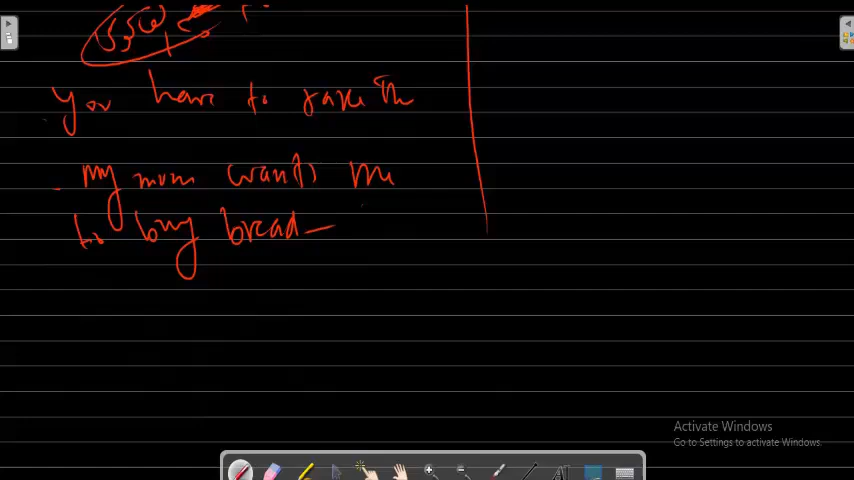 you have to take the
- my mum wants me
to buy bread -
Activate Windows
Go to Settings to activate Windows.